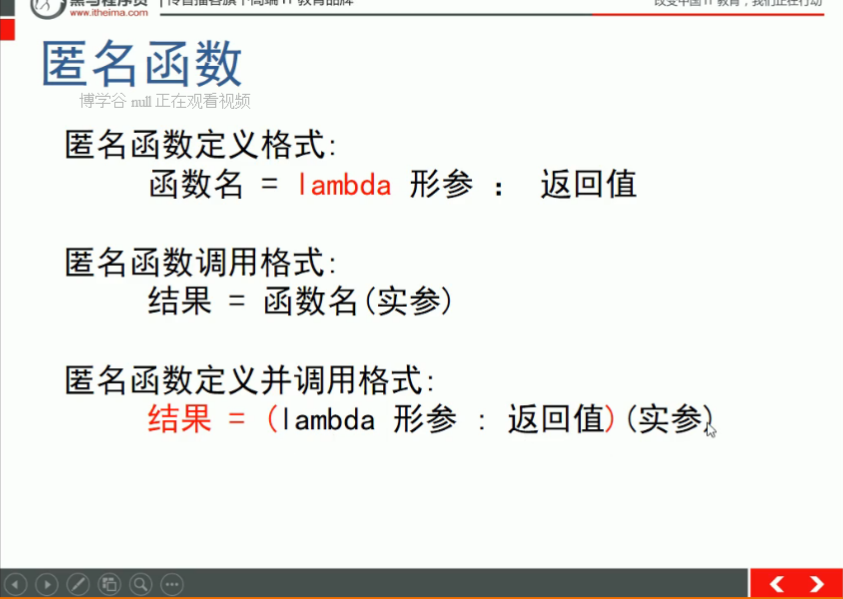 黑马程序员
www.itheima.com
传智播客旗下高端IT教育品牌
改变中国IT教育，我们正在行动
匿名函数
博学谷 null 正在观看视频
匿名函数定义格式:
函数名 = lambda 形参 : 返回值
匿名函数调用格式:
结果 = 函数名(实参)
匿名函数定义并调用格式:
结果 = (lambda 形参 : 返回值)(实参)